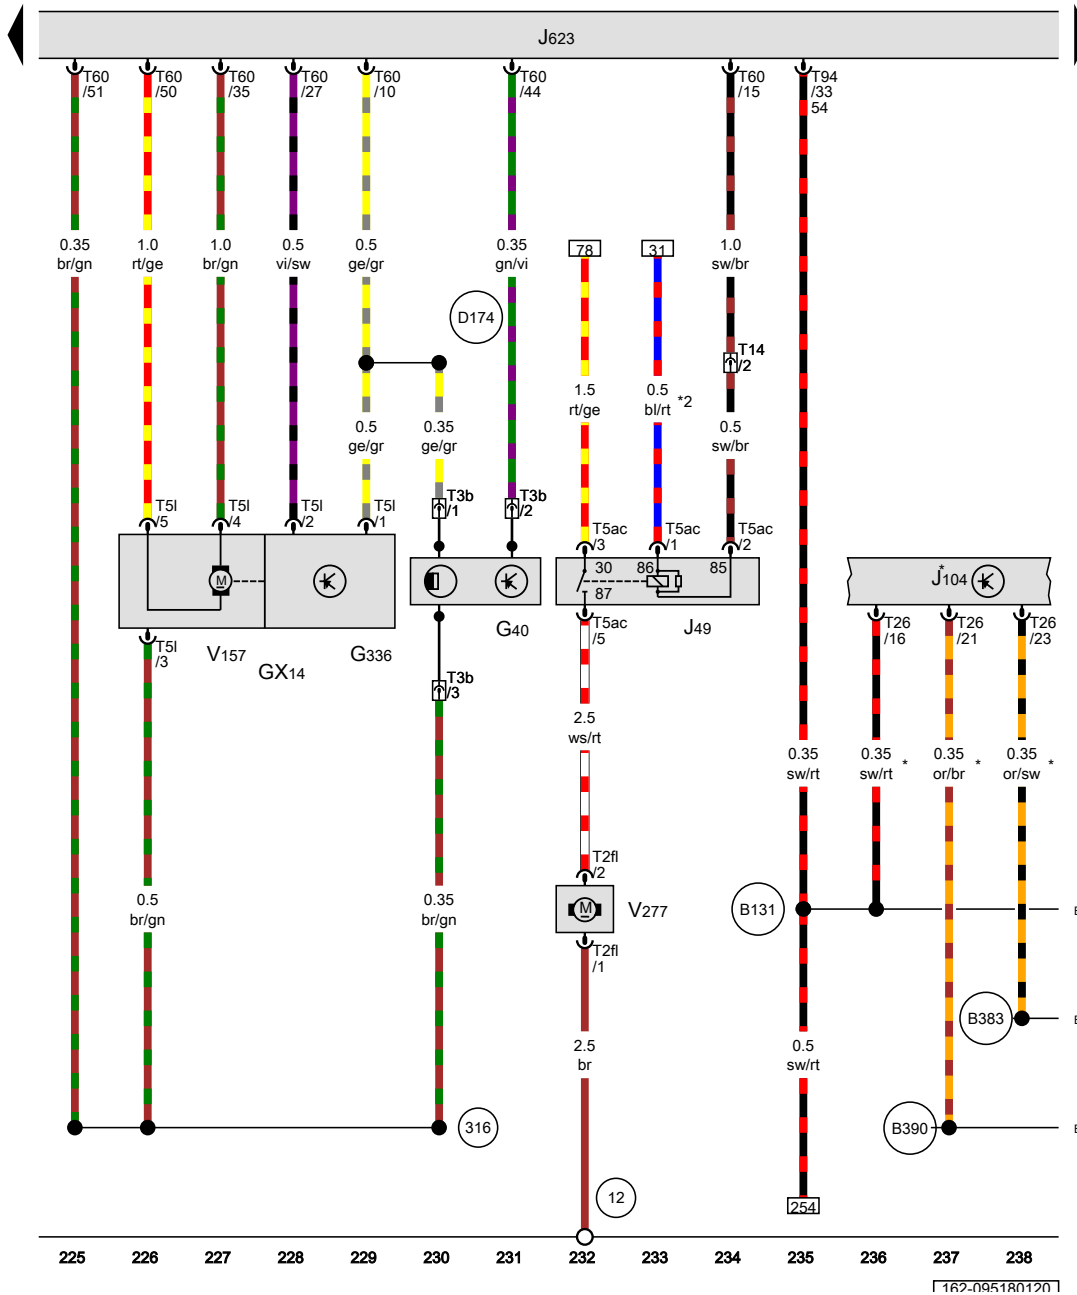 J623
T60 T60 T60 T60 T60 T60 T60 T94
/51 /50 /35 /27 /10 /44 /15 /33
54
0.35 1.0 1.0 0.5 0.5 0.35 78 31 1.0
br/gn rt/ge br/gn vi/sw ge/gr gn/vi sw/br
D174
T14
/2
1.5 0.5
rt/ge bl/rt *2
0.5 0.35 0.5
ge/gr ge/gr sw/br
T3b T3b
/1 /2
T5l T5l T5l T5l
/5 /4 /2 /1
T5ac T5ac T5ac
/3 /1 /2
30 86 85
87
M
J104 *
G40
T5ac
/5
J49
T26 T26 T26
/16 /21 /23
T5l
/3
V157
GX14
G336
T3b
/3
2.5
ws/rt
0.35 0.35 0.35 0.35
sw/rt sw/rt * or/br * or/sw *
T2fl
/2
0.5 0.35
br/gn br/gn
M
V277
B131
T2fl
/1
B383
2.5 0.5
br sw/rt
316
B390
12
254
225 226 227 228 229 230 231 232 233 234 235 236 237 238
162-095180120